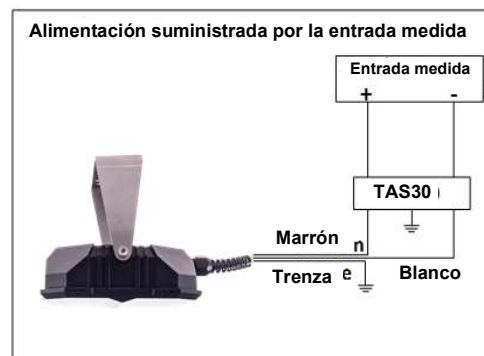 Alimentación suministrada por la entrada medida
Entrada medida
+ -
TAS30
Marrón n
Trenza e Blanco